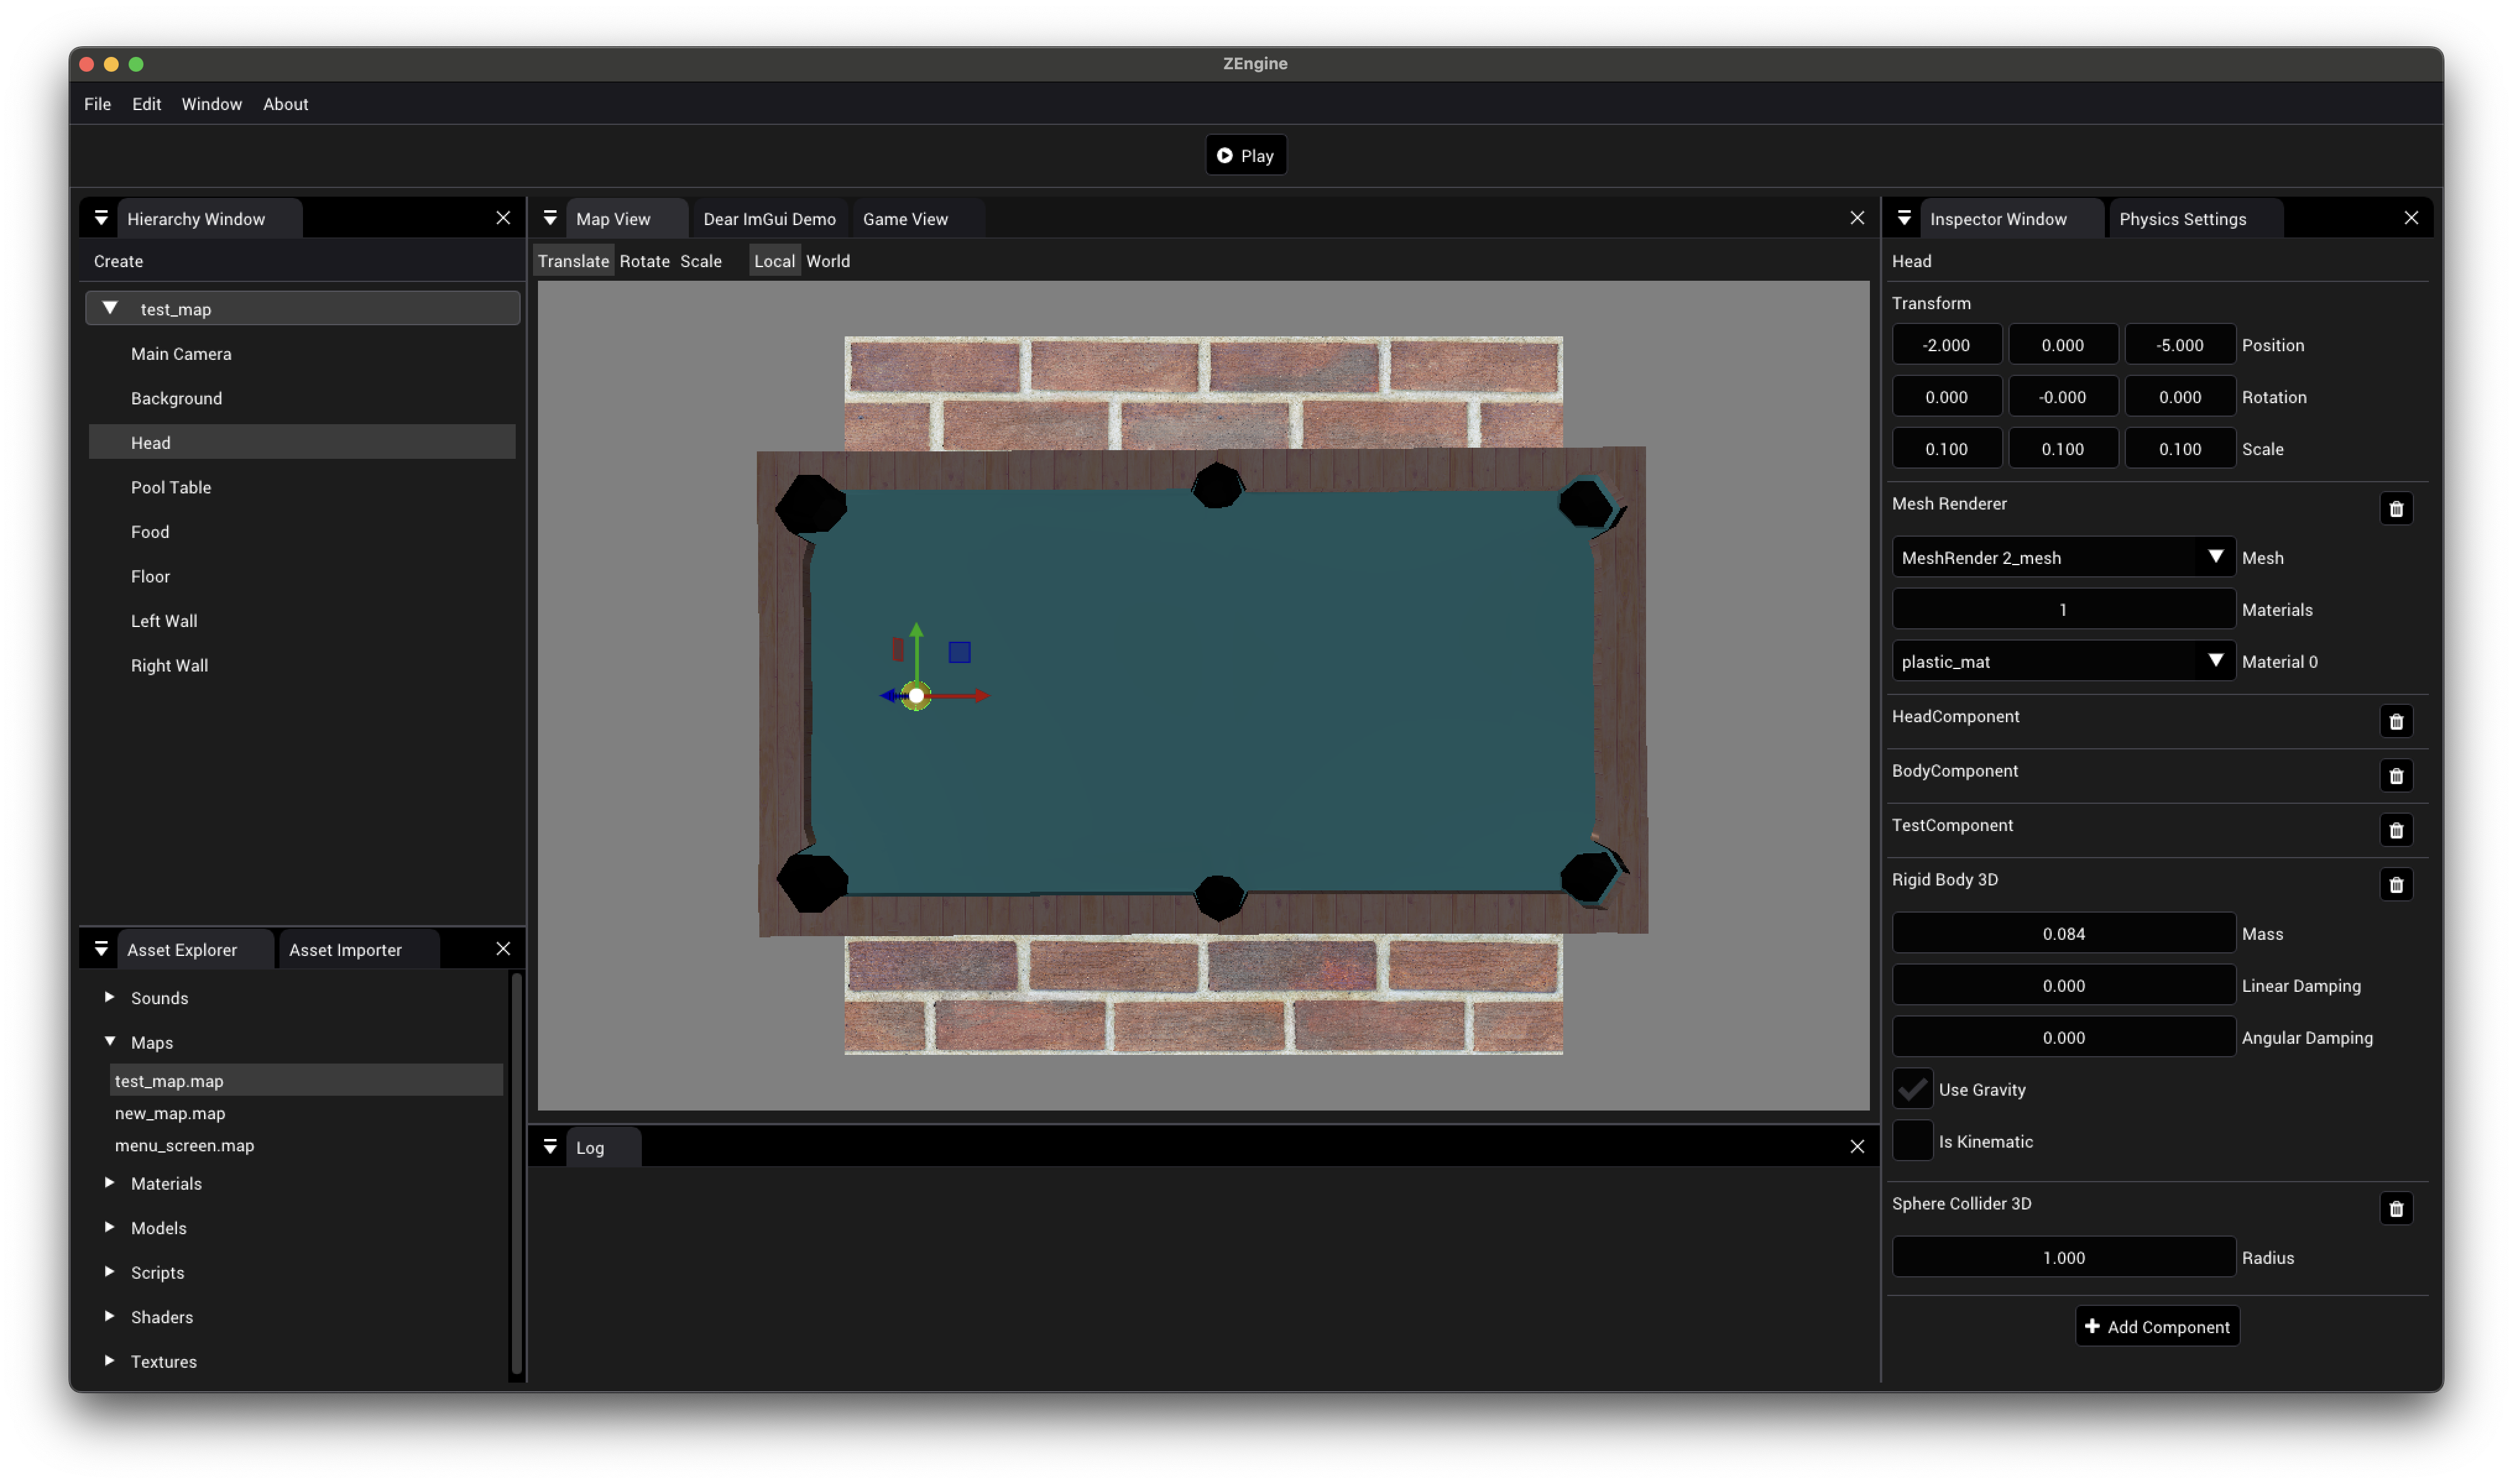 ZEngine
File Edit Window About
Play
Hierarchy Window
Create
test_map
Main Camera
Background
Head
Pool Table
Food
Floor
Left Wall
Right Wall
Asset Explorer Asset Importer
Sounds
Maps
test_map.map
new_map.map
menu_screen.map
Materials
Models
Scripts
Shaders
Textures
Map View Dear ImGui Demo Game View
Translate Rotate Scale Local World
Log
Inspector Window Physics Settings
Head
Transform
-2.000 0.000 -5.000 Position
0.000 -0.000 0.000 Rotation
0.100 0.100 0.100 Scale
Mesh Renderer
MeshRender 2_mesh Mesh
1 Materials
plastic_mat Material 0
HeadComponent
BodyComponent
TestComponent
Rigid Body 3D
0.084 Mass
0.000 Linear Damping
0.000 Angular Damping
Use Gravity
Is Kinematic
Sphere Collider 3D
1.000 Radius
Add Component